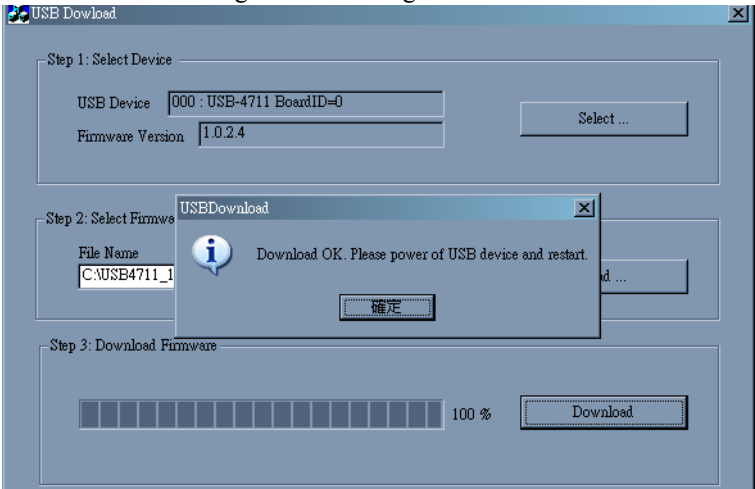 USB Dowload
Step 1: Select Device
USB Device 000 : USB-4711 BoardID=0
Select ...
Firmware Version 1.0.2.4
USBDownload
Step 2: Select Firmwa
Download OK. Please power of USB device and restart.
File Name
C:\USB4711_1
確定
Step 3: Download Firmware
100 %
Download